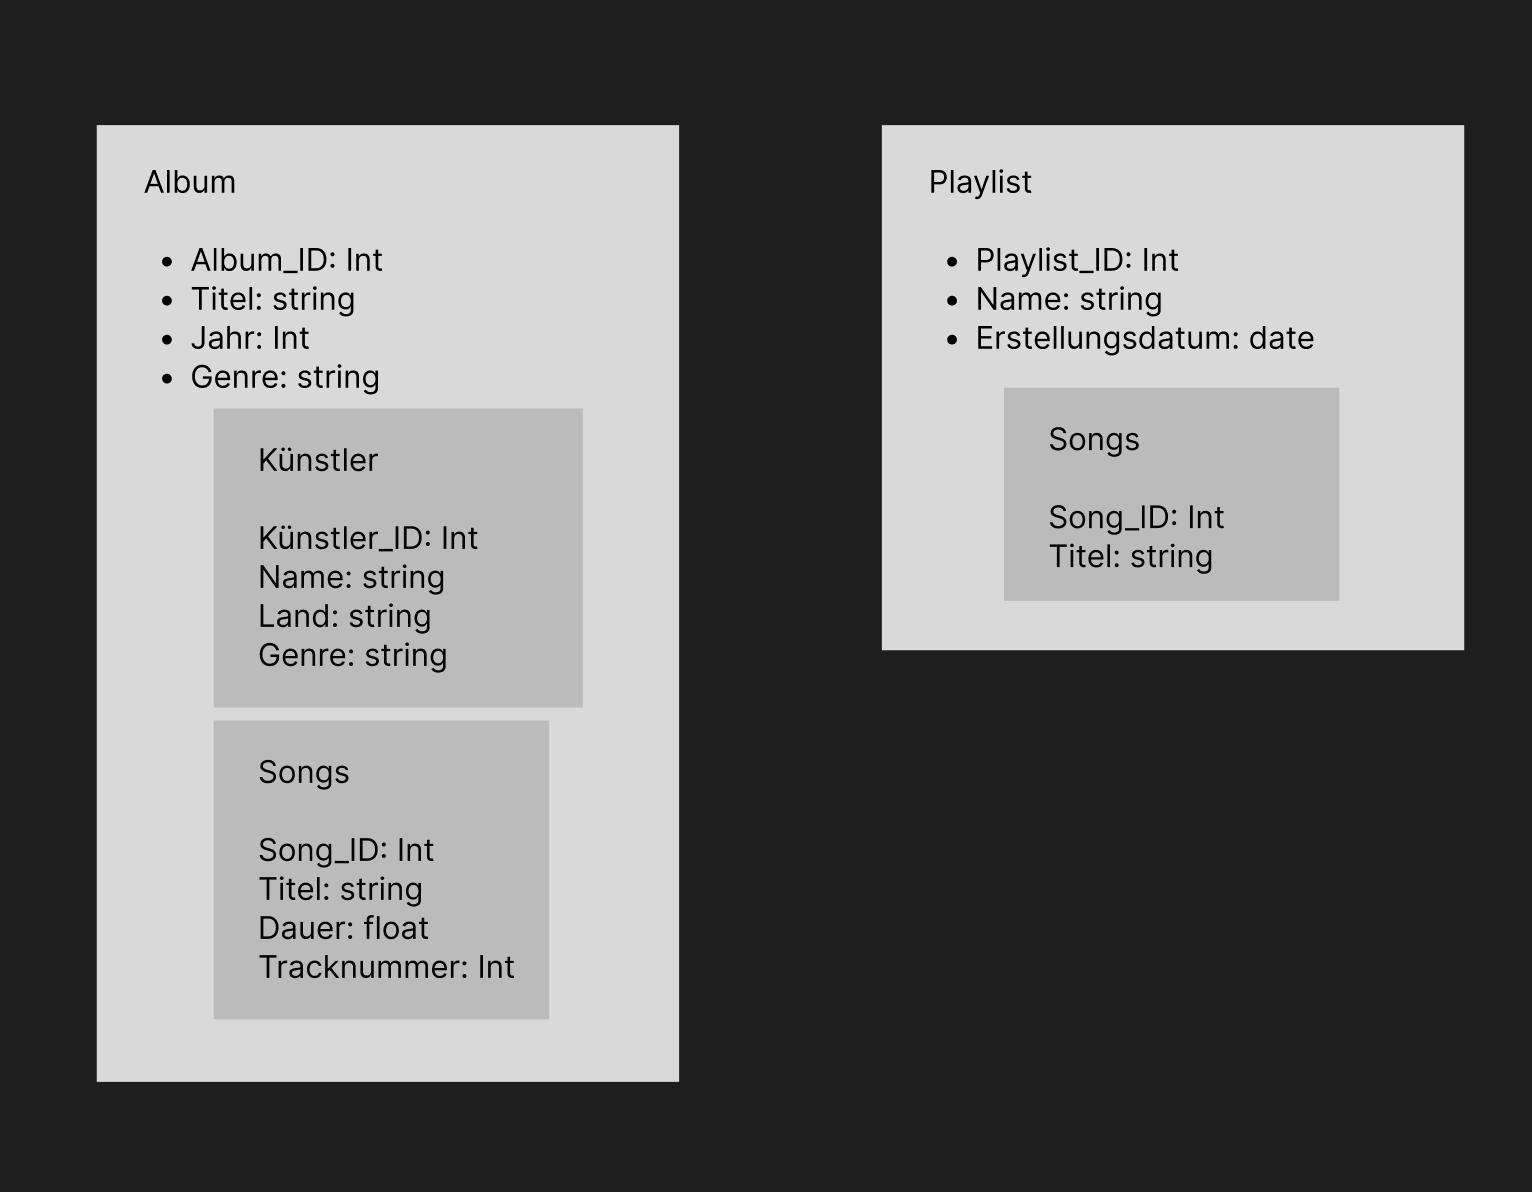 Album
• Album_ID: Int
• Titel: string
• Jahr: Int
• Genre: string
Künstler
Künstler_ID: Int
Name: string
Land: string
Genre: string
Songs
Song_ID: Int
Titel: string
Dauer: float
Tracknummer: Int
Playlist
• Playlist_ID: Int
• Name: string
• Erstellungsdatum: date
Songs
Song_ID: Int
Titel: string